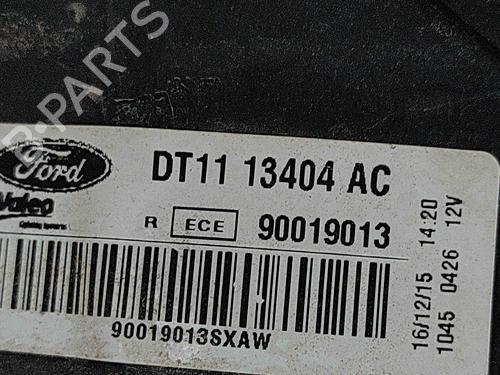 B-PARTS
Ford
DT11 13404 AC
Valeo
R ECE 90019013
90019013SXAW
16/12/15 14:20
1045 0426 12V